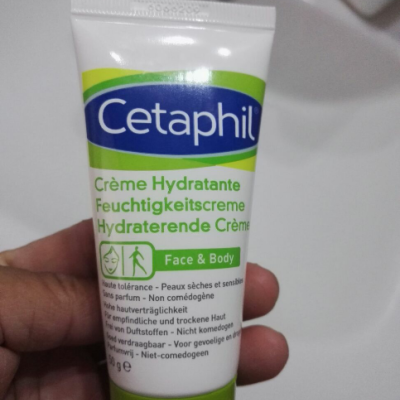 Cetaphil
Crème Hydratante
Feuchtigkeitscreme
Hydraterende Crème
Face & Body
Haute tolérance - Peaux sèches et sensibles
Sans parfum - Non comédogène
Hohe hautverträglichkeit
Für empfindliche und trockene Haut
Frei von Duftstoffen - Nicht komedogen
Goed verdraagbaar - Voor gevoelige en
Parfumvrij - Niet-comedogeen
g e